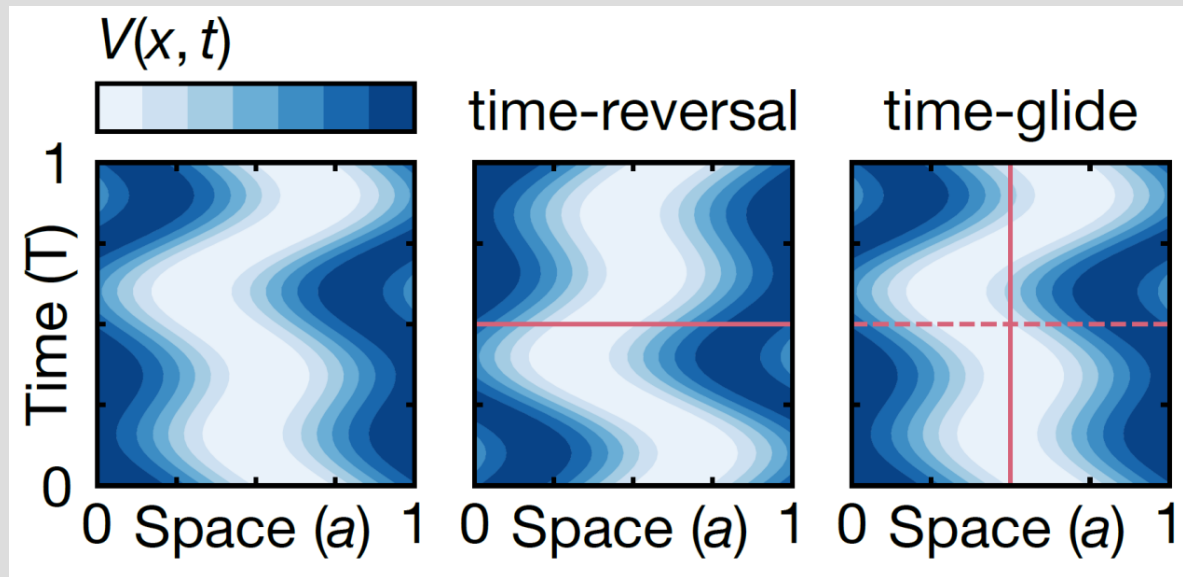 V(x, t)
time-reversal
time-glide
1
Time (T)
0
0 Space (a) 1
0 Space (a) 1
0 Space (a) 1